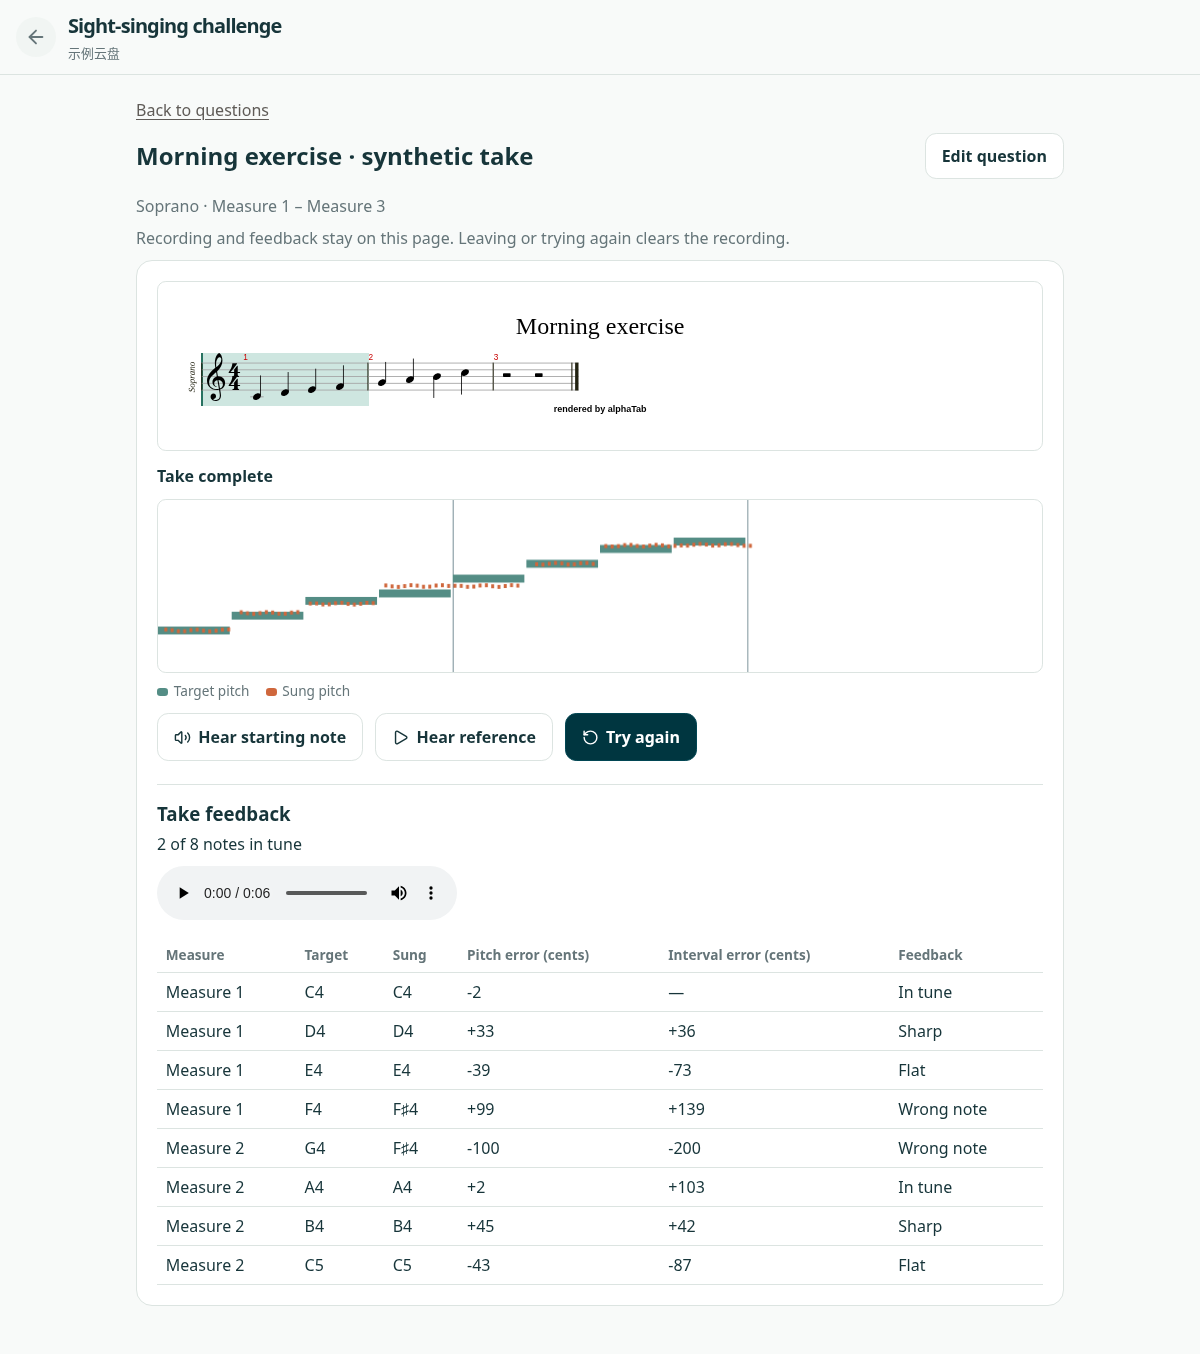 Sight-singing challenge
示例云盘
Back to questions
Morning exercise · synthetic take
Edit question
Soprano · Measure 1 – Measure 3
Recording and feedback stay on this page. Leaving or trying again clears the recording.
Morning exercise
Soprano
1 2 3
4
4
rendered by alphaTab
Take complete
Target pitch Sung pitch
Hear starting note Hear reference Try again
Take feedback
2 of 8 notes in tune
0:00 / 0:06
Measure Target Sung Pitch error (cents) Interval error (cents) Feedback
Measure 1 C4 C4 -2 — In tune
Measure 1 D4 D4 +33 +36 Sharp
Measure 1 E4 E4 -39 -73 Flat
Measure 1 F4 F♯4 +99 +139 Wrong note
Measure 2 G4 F♯4 -100 -200 Wrong note
Measure 2 A4 A4 +2 +103 In tune
Measure 2 B4 B4 +45 +42 Sharp
Measure 2 C5 C5 -43 -87 Flat